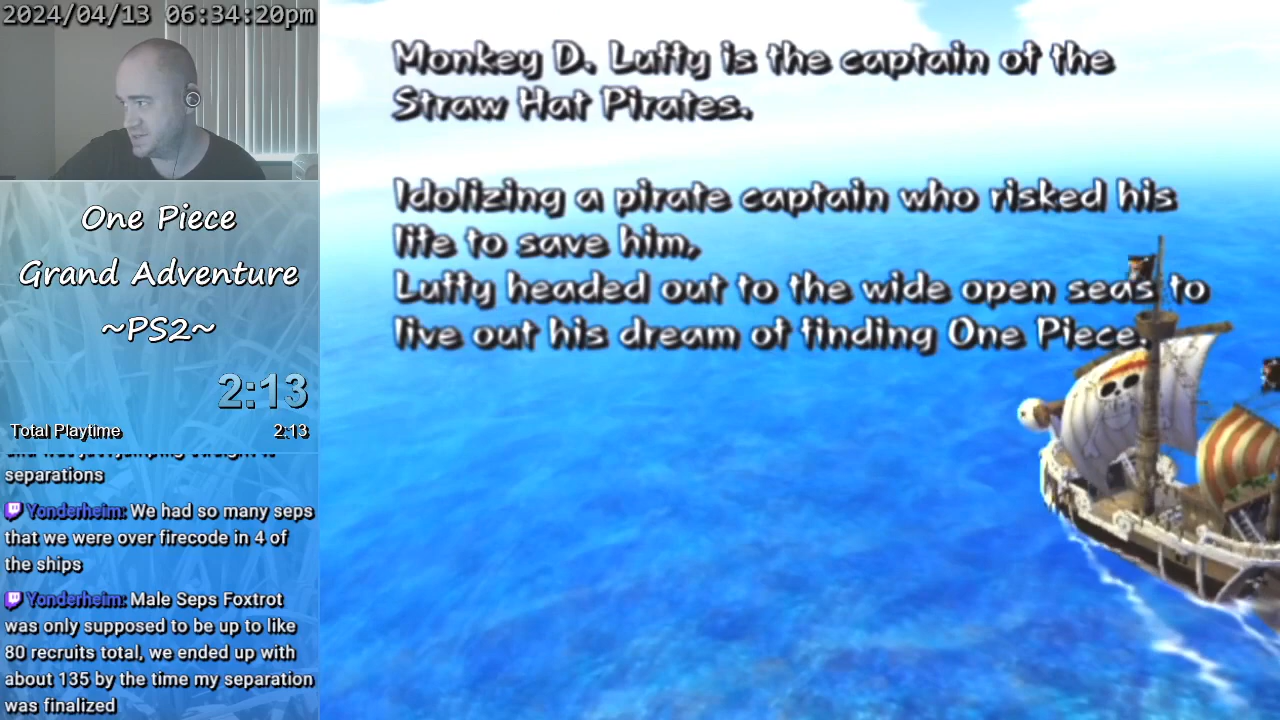 2024/04/13 06:34:20pm
Monkey D. Luffy is the captain of the
Straw Hat Pirates.
Idolizing a pirate captain who risked his
life to save him,
Luffy headed out to the wide open seas to
live out his dream of finding One Piece.
One Piece
Grand Adventure
~PS2~
2:13
Total Playtime 2:13
separations
Yonderheim: We had so many seps
that we were over firecode in 4 of
the ships
Yonderheim: Male Seps Foxtrot
was only supposed to be up to like
80 recruits total, we ended up with
about 135 by the time my separation
was finalized